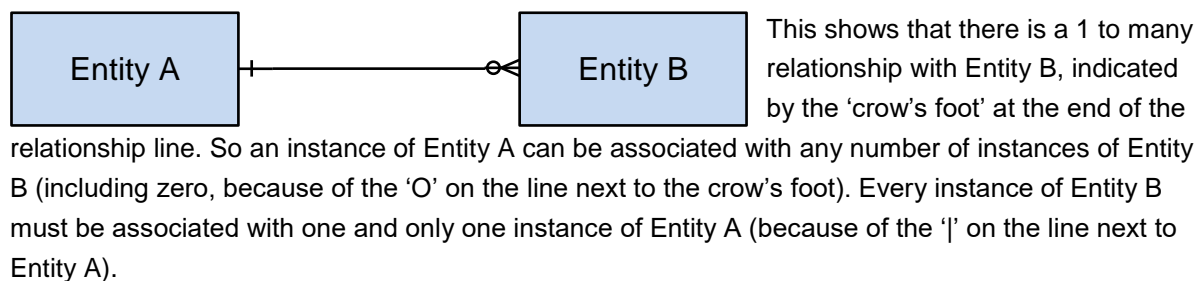 Entity A
Entity B
This shows that there is a 1 to many
relationship with Entity B, indicated
by the ‘crow’s foot’ at the end of the
relationship line. So an instance of Entity A can be associated with any number of instances of Entity
B (including zero, because of the ‘O’ on the line next to the crow’s foot). Every instance of Entity B
must be associated with one and only one instance of Entity A (because of the ‘|’ on the line next to
Entity A).